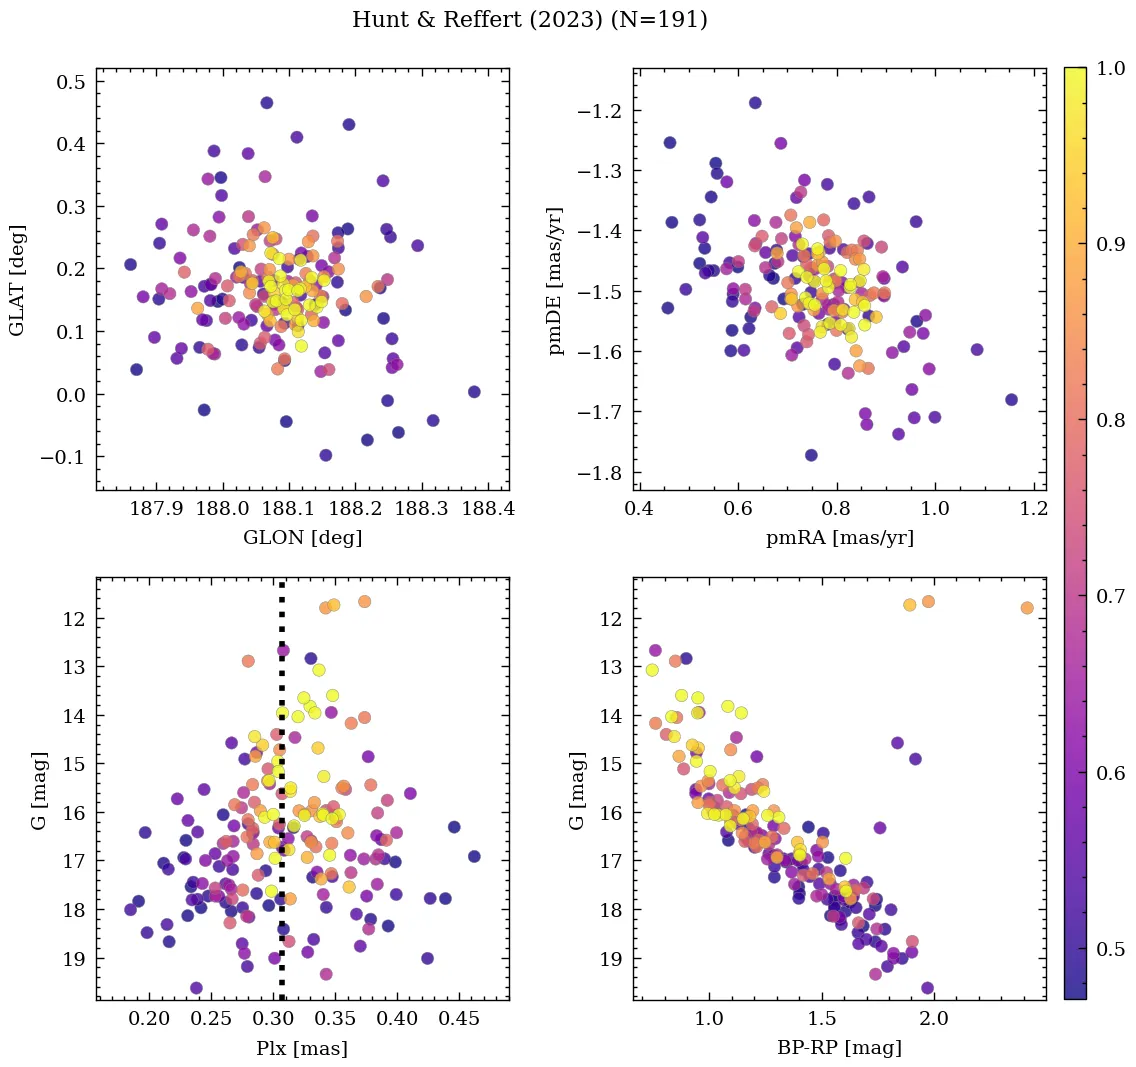 Hunt & Reffert (2023) (N=191)
0.5
0.4
0.3
0.2
0.1
0.0
−0.1
GLAT [deg]
187.9 188.0 188.1 188.2 188.3 188.4
GLON [deg]
−1.2
−1.3
−1.4
−1.5
−1.6
−1.7
−1.8
pmDE [mas/yr]
0.4 0.6 0.8 1.0 1.2
pmRA [mas/yr]
1.0
0.9
0.8
0.7
0.6
0.5
12
13
14
15
16
17
18
19
G [mag]
0.20 0.25 0.30 0.35 0.40 0.45
Plx [mas]
12
13
14
15
16
17
18
19
G [mag]
1.0 1.5 2.0
BP-RP [mag]